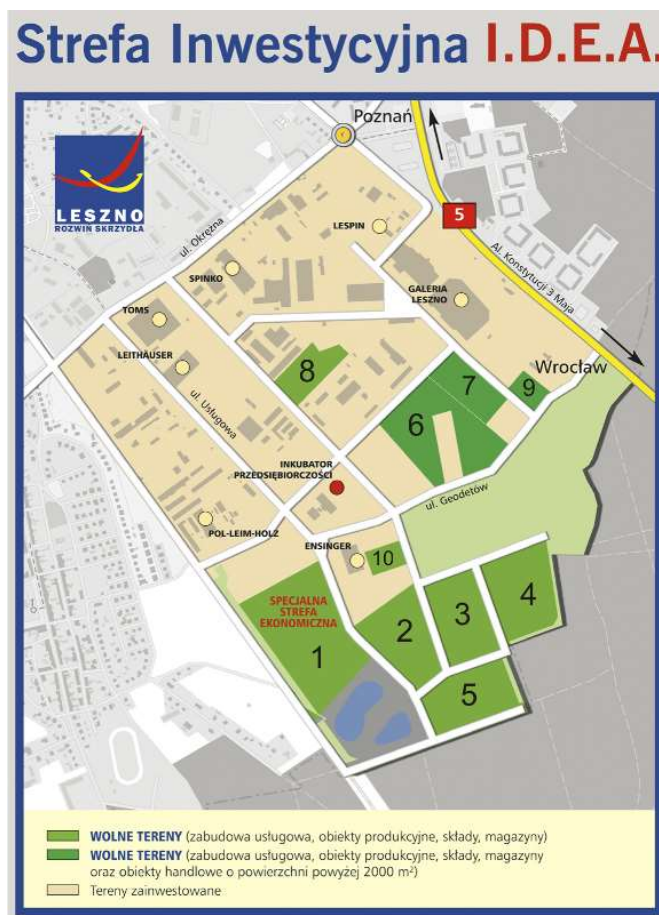 Strefa Inwestycyjna I.D.E.A.
Poznań
LESZNO
ROZWIŃ SKRZYDŁA
5
ul. Okrężna
LESPIN
Al. Konstytucji 3 Maja
SPINKO
GALERIA
LESZNO
TOMS
LEITHÄUSER
Wrocław
8
7
9
ul. Usługowa
6
INKUBATOR
PRZEDSIĘBIORCZOŚCI
ul. Geodetów
POL-LEIM-HOLZ
ENSINGER
10
SPECJALNA
STREFA
EKONOMICZNA
1
2
3
4
5
WOLNE TERENY (zabudowa usługowa, obiekty produkcyjne, składy, magazyny)
WOLNE TERENY (zabudowa usługowa, obiekty produkcyjne, składy, magazyny
oraz obiekty handlowe o powierzchni powyżej 2000 m²)
Tereny zainwestowane